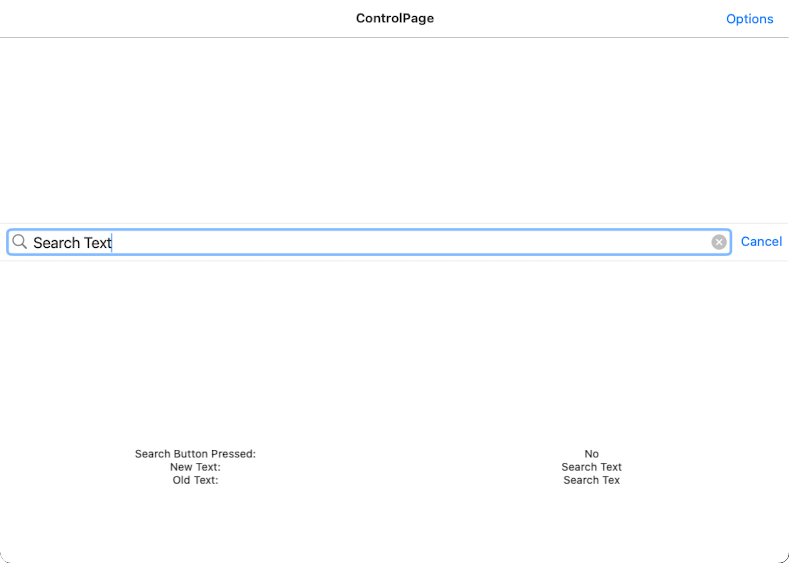 ControlPage
Options
Search Text
Cancel
Search Button Pressed: No
New Text: Search Text
Old Text: Search Tex